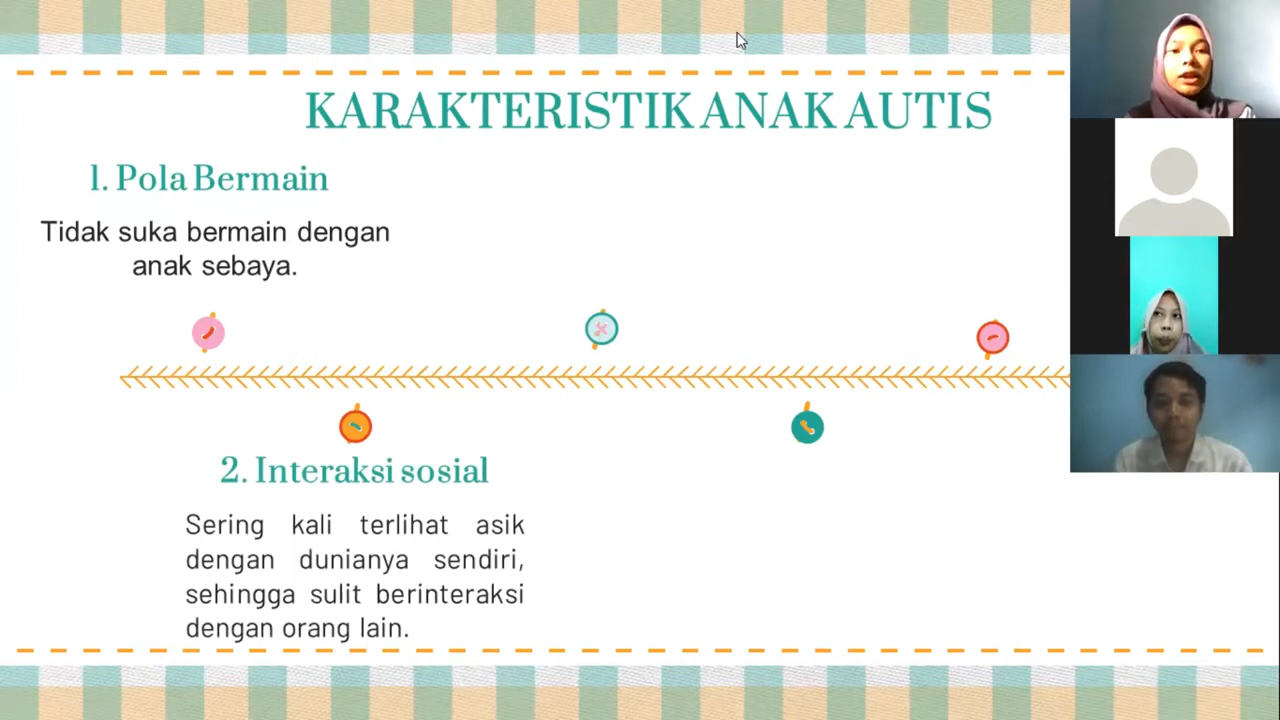 KARAKTERISTIK ANAK AUTIS
1. Pola Bermain
Tidak suka bermain dengan
anak sebaya.
2. Interaksi sosial
Sering kali terlihat asik
dengan dunianya sendiri,
sehingga sulit berinteraksi
dengan orang lain.